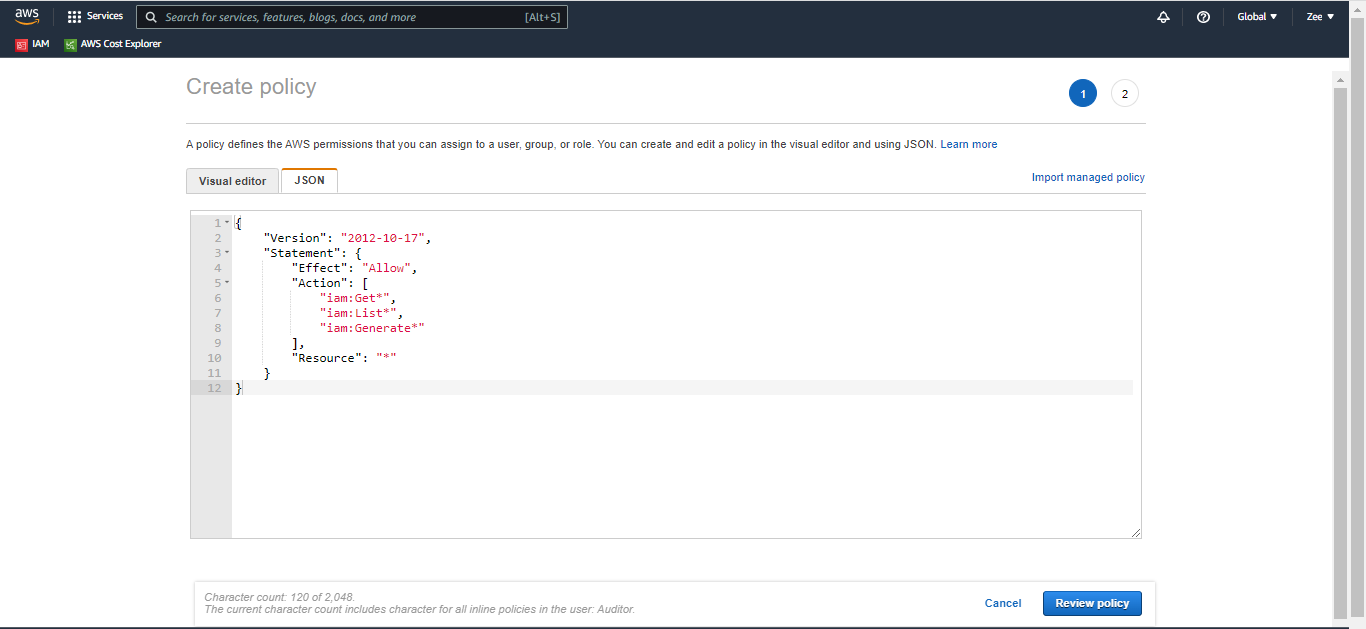 aws
Services
Search for services, features, blogs, docs, and more
[Alt+S]
Global
Zee
IAM
AWS Cost Explorer
Create policy
1
2
A policy defines the AWS permissions that you can assign to a user, group, or role. You can create and edit a policy in the visual editor and using JSON. Learn more
Visual editor
JSON
Import managed policy
1 {
2 "Version": "2012-10-17",
3 "Statement": {
4 "Effect": "Allow",
5 "Action": [
6 "iam:Get*",
7 "iam:List*",
8 "iam:Generate*"
9 ],
10 "Resource": "*"
11 }
12 }
Character count: 120 of 2,048.
The current character count includes character for all inline policies in the user: Auditor.
Cancel
Review policy